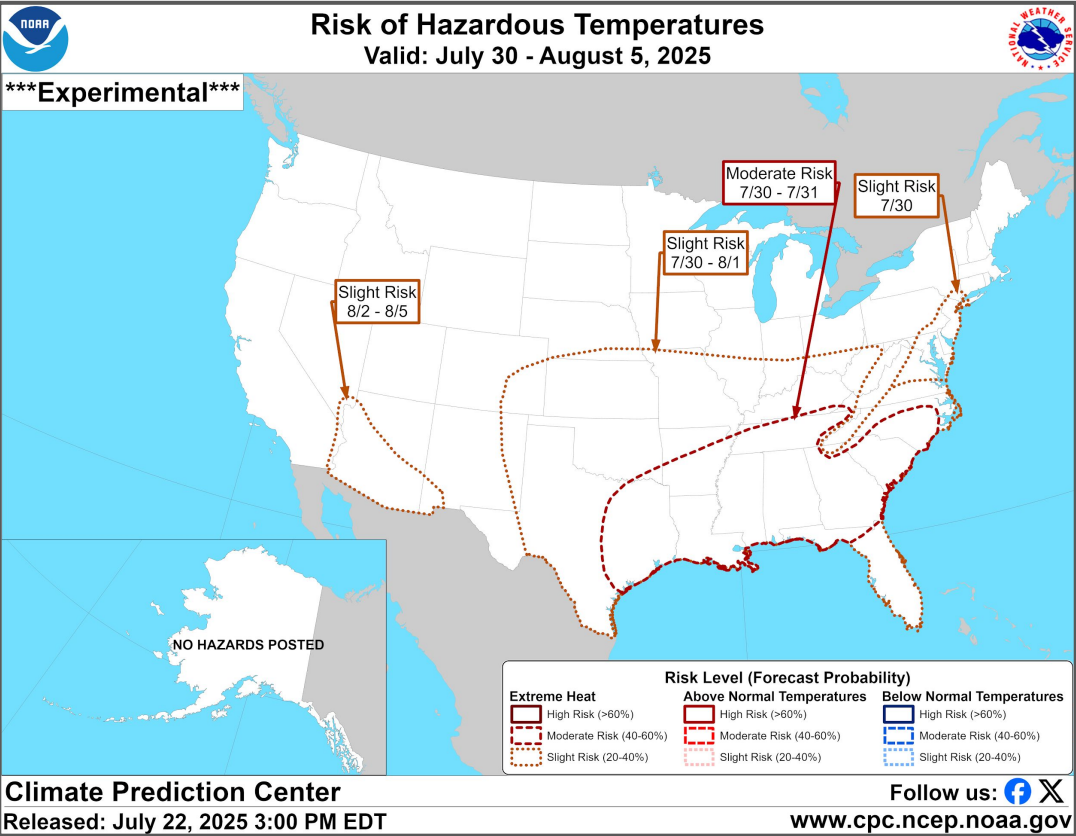 NOAA
Risk of Hazardous Temperatures
Valid: July 30 - August 5, 2025
NATIONAL WEATHER SERVICE
***Experimental***
Moderate Risk
7/30 - 7/31
Slight Risk
7/30
Slight Risk
7/30 - 8/1
Slight Risk
8/2 - 8/5
NO HAZARDS POSTED
Risk Level (Forecast Probability)
Extreme Heat
High Risk (>60%)
Moderate Risk (40-60%)
Slight Risk (20-40%)
Above Normal Temperatures
High Risk (>60%)
Moderate Risk (40-60%)
Slight Risk (20-40%)
Below Normal Temperatures
High Risk (>60%)
Moderate Risk (40-60%)
Slight Risk (20-40%)
Climate Prediction Center
Follow us:
Released: July 22, 2025 3:00 PM EDT
www.cpc.ncep.noaa.gov